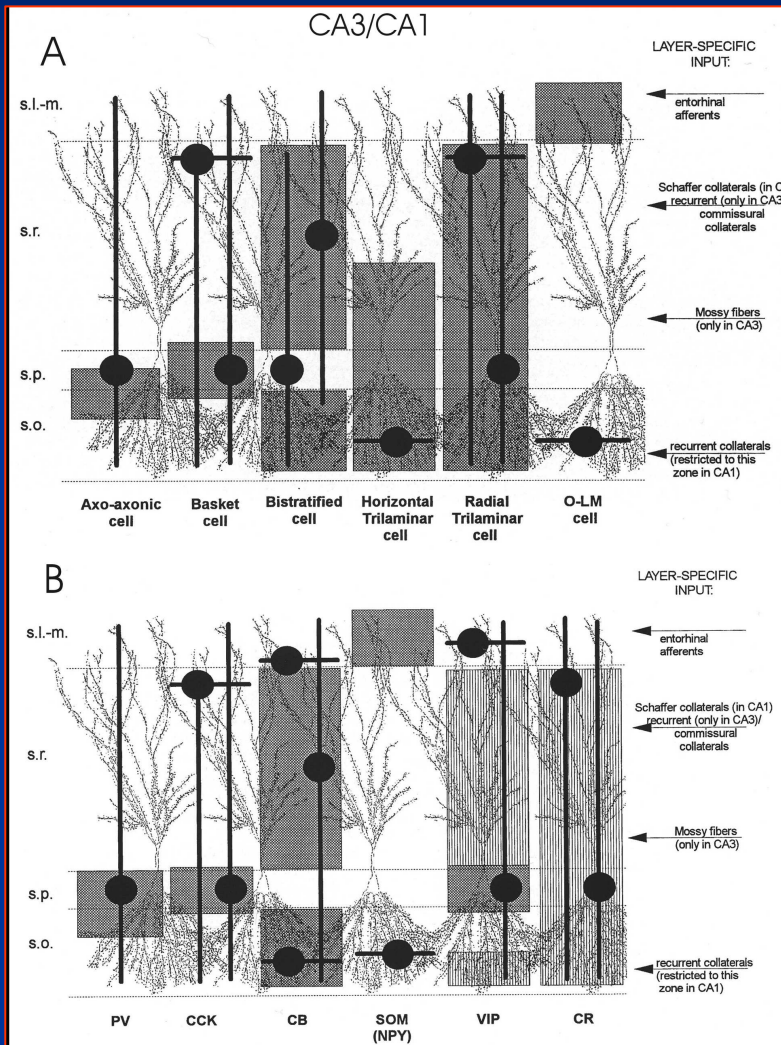 CA3/CA1
A
LAYER-SPECIFIC
INPUT:
s.l.-m.
entorhinal
afferents
Schaffer collaterals (in C
recurrent (only in CA3
commissural
collaterals
s.r.
Mossy fibers
(only in CA3)
s.p.
s.o.
recurrent collaterals
(restricted to this
zone in CA1)
Axo-axonic
cell
Basket
cell
Bistratified
cell
Horizontal
Trilaminar
cell
Radial
Trilaminar
cell
O-LM
cell
B
LAYER-SPECIFIC
INPUT:
s.l.-m.
entorhinal
afferents
Schaffer collaterals (in CA1)
recurrent (only in CA3)/
commissural
collaterals
s.r.
Mossy fibers
(only in CA3)
s.p.
s.o.
recurrent collaterals
(restricted to this
zone in CA1)
PV
CCK
CB
SOM
(NPY)
VIP
CR